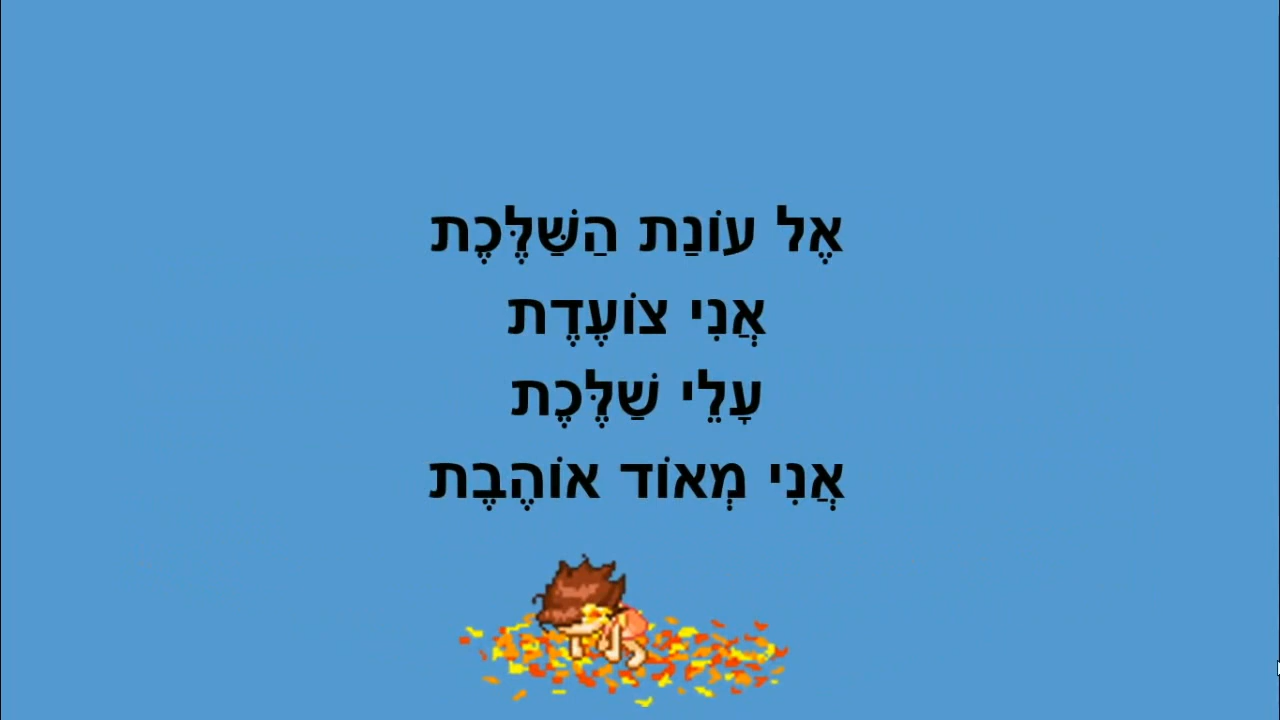 אֶל עוֹנַת הַשַּׁלֶּכֶת
אֲנִי צוֹעֶדֶת
עָלֵי שַׁלֶּכֶת
אֲנִי מְאוֹד אוֹהֶבֶת